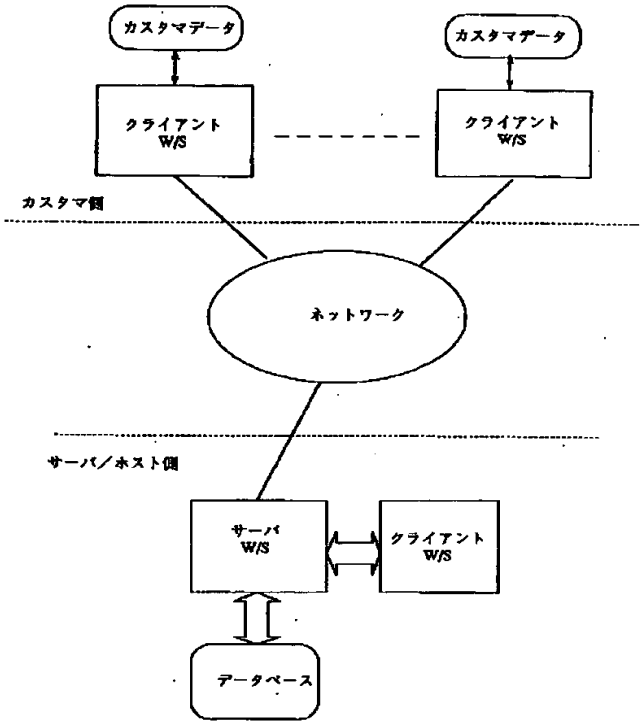 カスタマデータ
カスタマデータ
クライアント
W/S
クライアント
W/S
カスタマ側
ネットワーク
サーバ/ホスト側
サーバ
W/S
クライアント
W/S
データベース